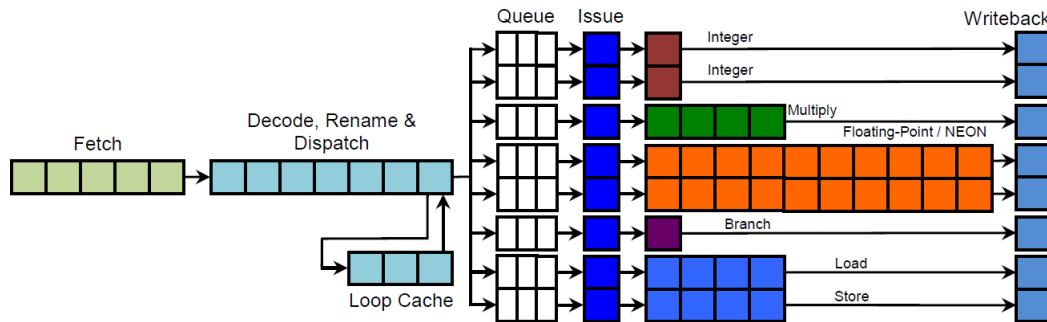 Queue
Issue
Writeback
Integer
Integer
Multiply
Floating-Point / NEON
Decode, Rename &
Dispatch
Fetch
Branch
Load
Store
Loop Cache